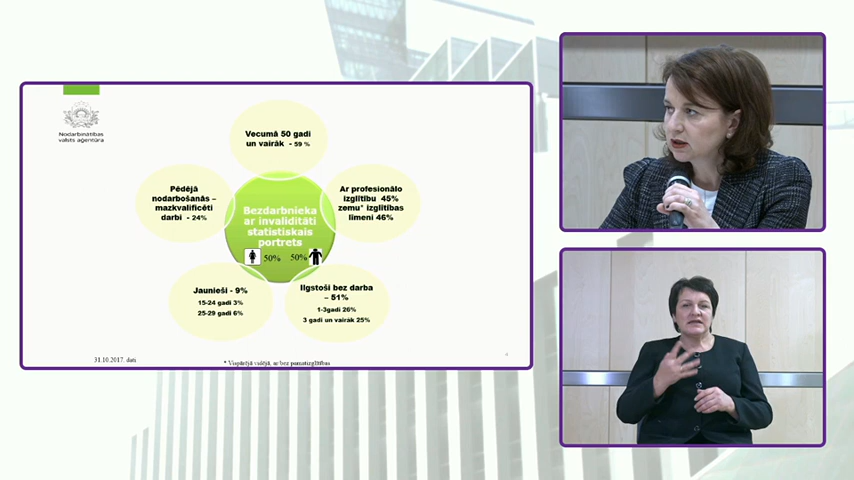 Nodarbinātības
valsts aģentūra
Vecumā 50 gadi
un vairāk - 59 %
Pēdējā
nodarbošanās –
mazkvalificēti
darbi - 24%
Ar profesionālo
izglītību 45%
zemu* izglītības
līmeni 46%
Bezdarbnieka
ar invaliditāti
statistiskais
portrets
50% 50%
Jaunieši - 9%
15-24 gadi 3%
25-29 gadi 6%
Ilgstoši bez darba
– 51%
1-3gadi 26%
3 gadi un vairāk 25%
31.10.2017. dati
* Vispārējā vidējā, ar bez pamatizglītības
4